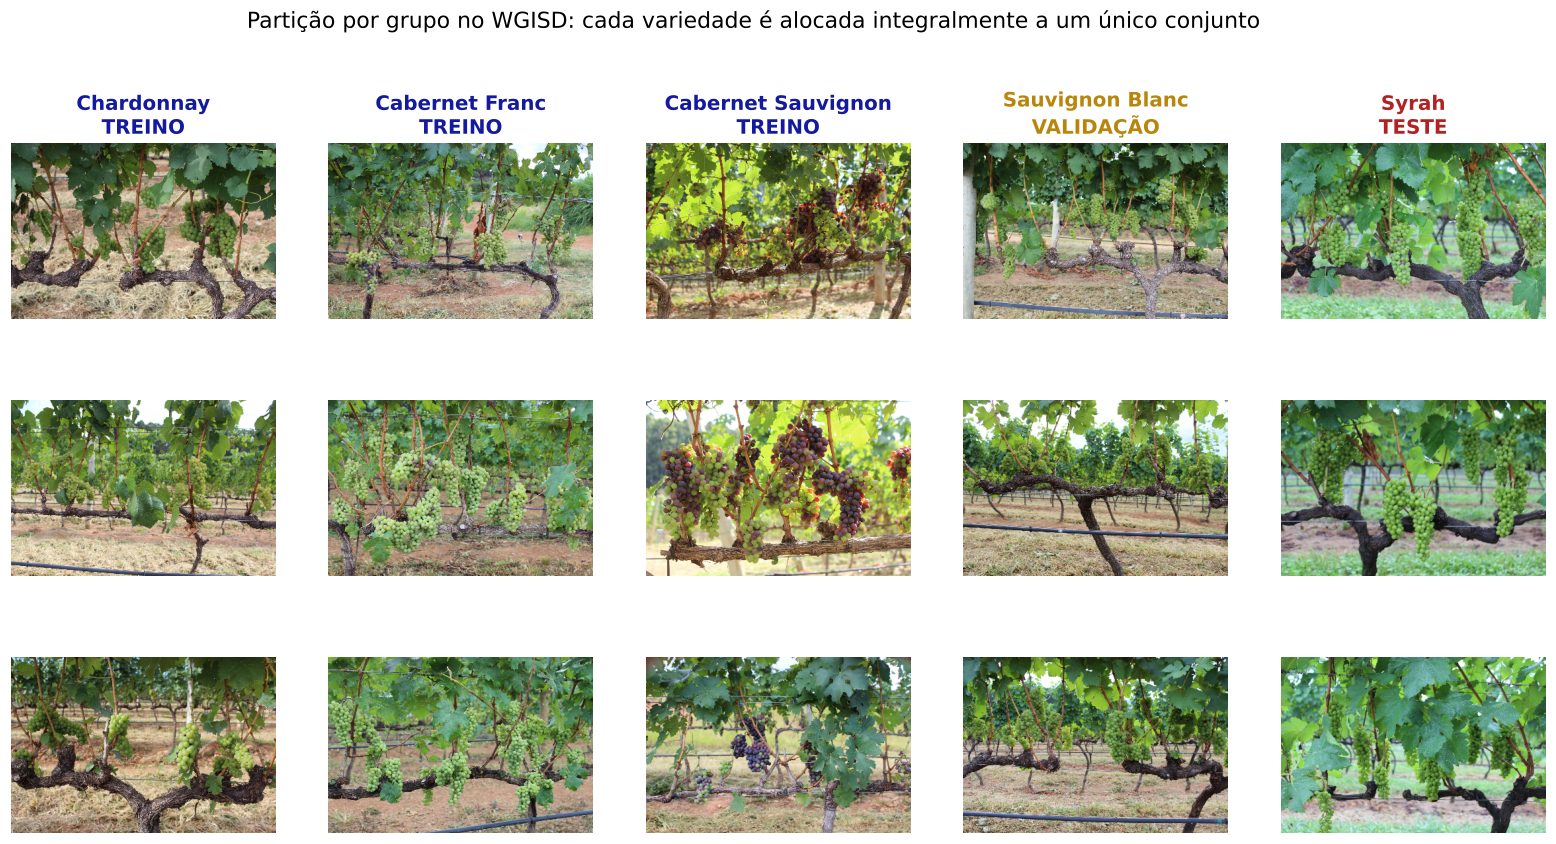 Partição por grupo no WGISD: cada variedade é alocada integralmente a um único conjunto
Chardonnay
TREINO
Cabernet Franc
TREINO
Cabernet Sauvignon
TREINO
Sauvignon Blanc
VALIDAÇÃO
Syrah
TESTE